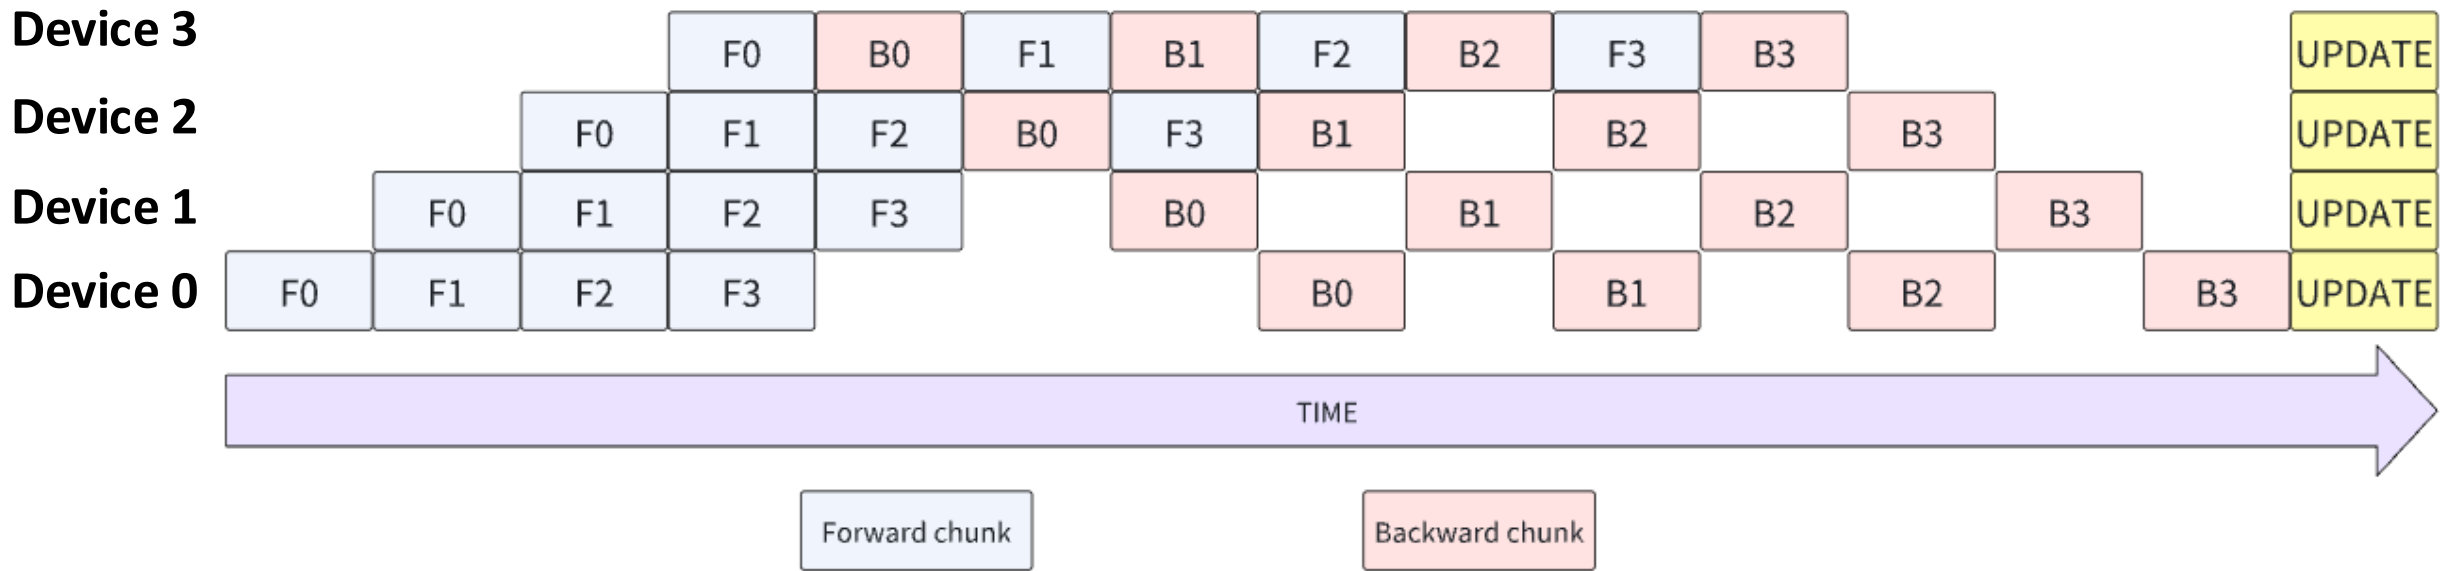 Device 3 F0 B0 F1 B1 F2 B2 F3 B3 UPDATE
Device 2 F0 F1 F2 B0 F3 B1 B2 B3 UPDATE
Device 1 F0 F1 F2 F3 B0 B1 B2 B3 UPDATE
Device 0 F0 F1 F2 F3 B0 B1 B2 B3 UPDATE
TIME
Forward chunk Backward chunk